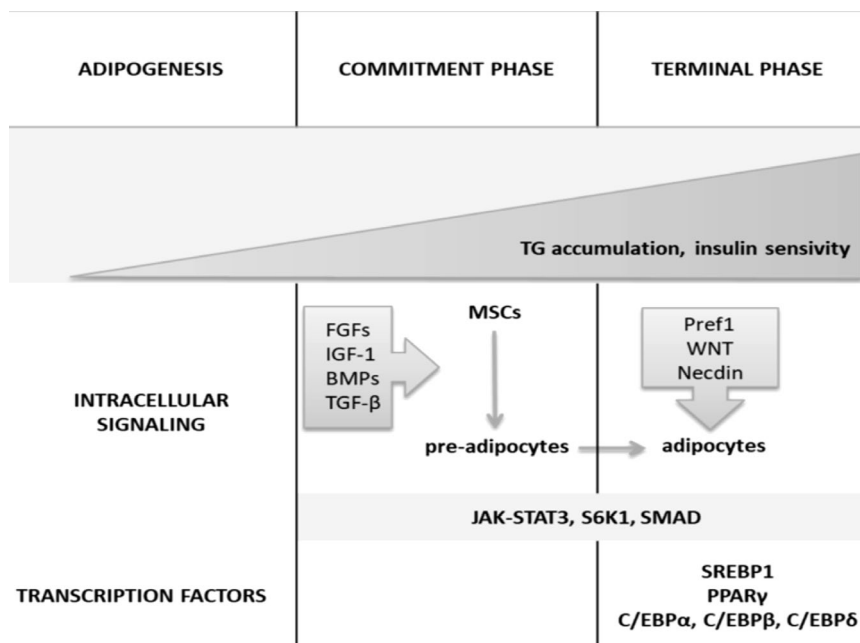 ADIPOGENESIS
COMMITMENT PHASE
TERMINAL PHASE
TG accumulation, insulin sensivity
FGFs
IGF-1
BMPs
TGF-β
MSCs
Pref1
WNT
Necdin
INTRACELLULAR
SIGNALING
pre-adipocytes
adipocytes
JAK-STAT3, S6K1, SMAD
TRANSCRIPTION FACTORS
SREBP1
PPARγ
C/EBPα, C/EBPβ, C/EBPδ